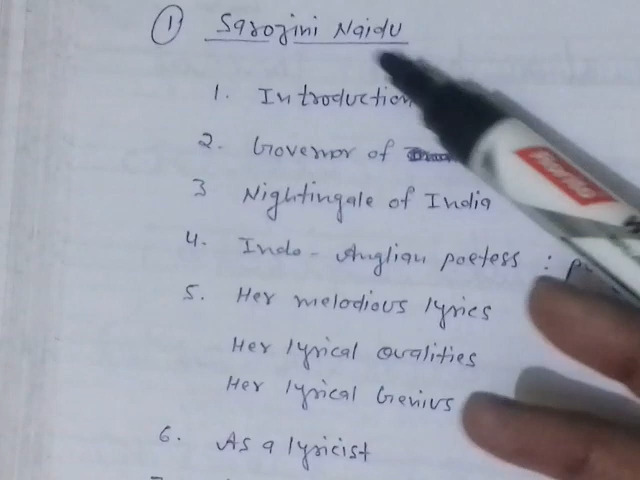 ① Sarojini Naidu
1. Introduction
2. Governor of
3 Nightingale of India
4. Indo-Anglian poetess :
5. Her melodious lyrics
Her lyrical Qualities
Her lyrical Genius
6. As a lyricist